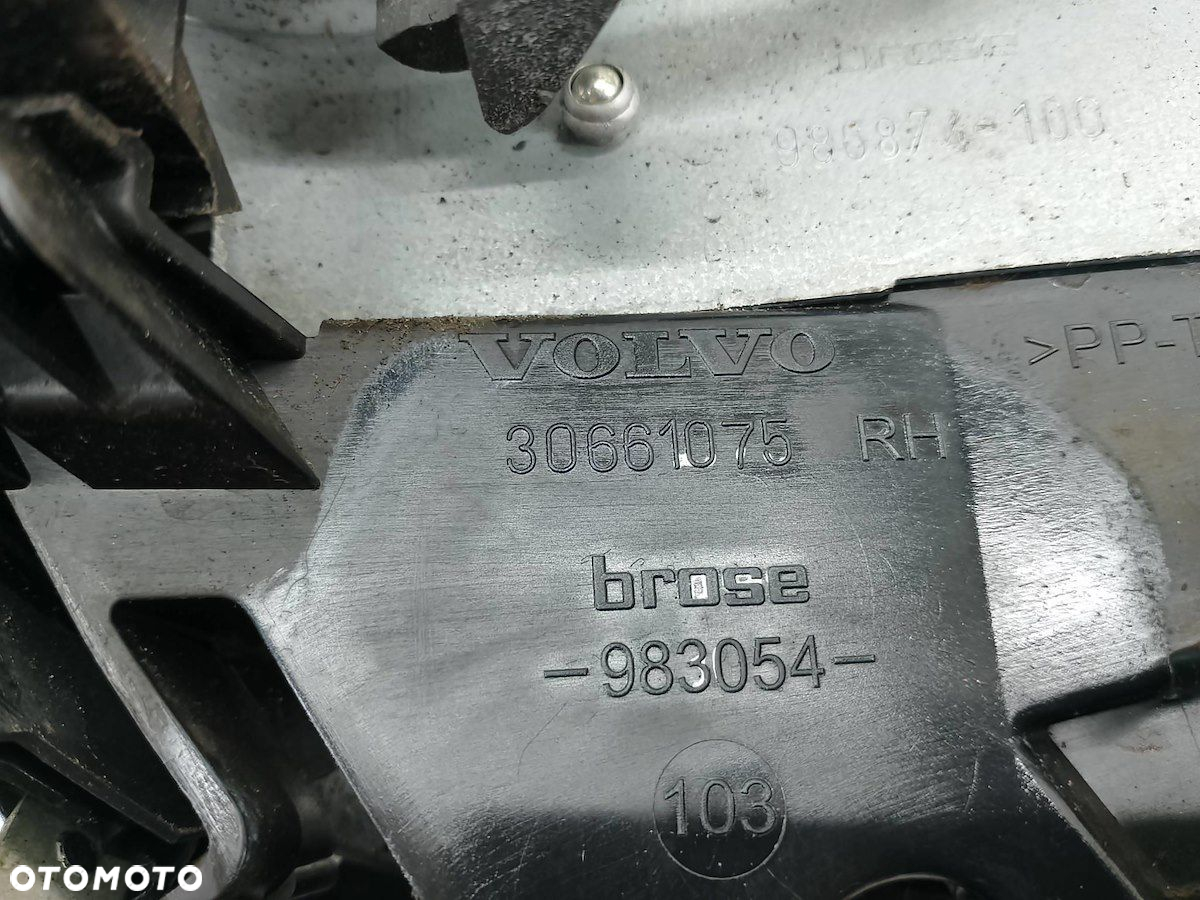 brose
986874-100
VOLVO
>PP-T
30661075 RH
brose
-983054-
103
OTOMOTO